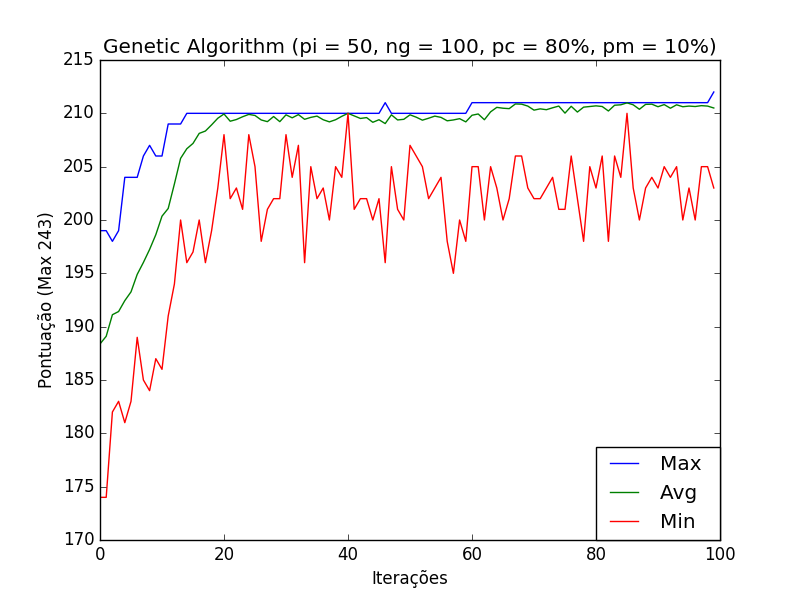 Genetic Algorithm (pi = 50, ng = 100, pc = 80%, pm = 10%)
215
210
205
200
195
190
185
180
175
170
Pontuação (Max 243)
Max
Avg
Min
0 20 40 60 80 100
Iterações